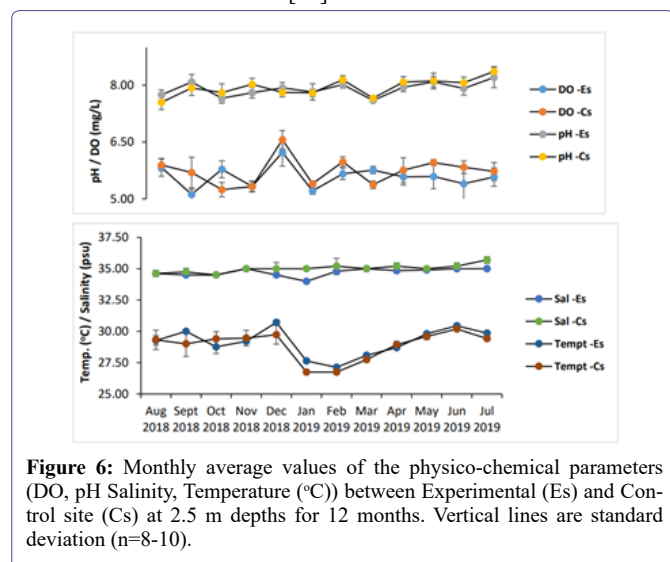 8.00
6.50
5.00
pH / DO (mg/L)
DO -Es
DO -Cs
pH -Es
pH -Cs
37.50
35.00
32.50
30.00
27.50
25.00
Temp. (°C) / Salinity (psu)
Sal -Es
Sal -Cs
Tempt -Es
Tempt -Cs
Aug Sept Oct Nov Dec Jan Feb Mar Apr May Jun Jul
2018 2018 2018 2018 2018 2019 2019 2019 2019 2019 2019 2019
Figure 6: Monthly average values of the physico-chemical parameters
(DO, pH Salinity, Temperature (°C)) between Experimental (Es) and Con-
trol site (Cs) at 2.5 m depths for 12 months. Vertical lines are standard
deviation (n=8-10).